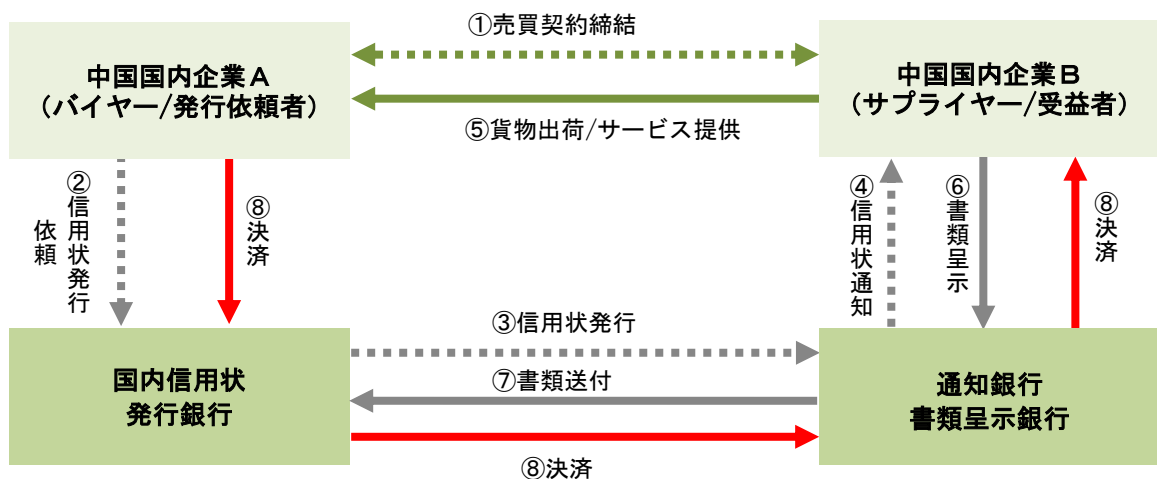 ①売買契約締結
中国国内企業A
(バイヤー/発行依頼者)
中国国内企業B
(サプライヤー/受益者)
⑤貨物出荷/サービス提供
②信用状発行
依頼
⑧決済
④信用状通知
⑥書類呈示
⑧決済
③信用状発行
国内信用状
発行銀行
⑦書類送付
通知銀行
書類呈示銀行
⑧決済